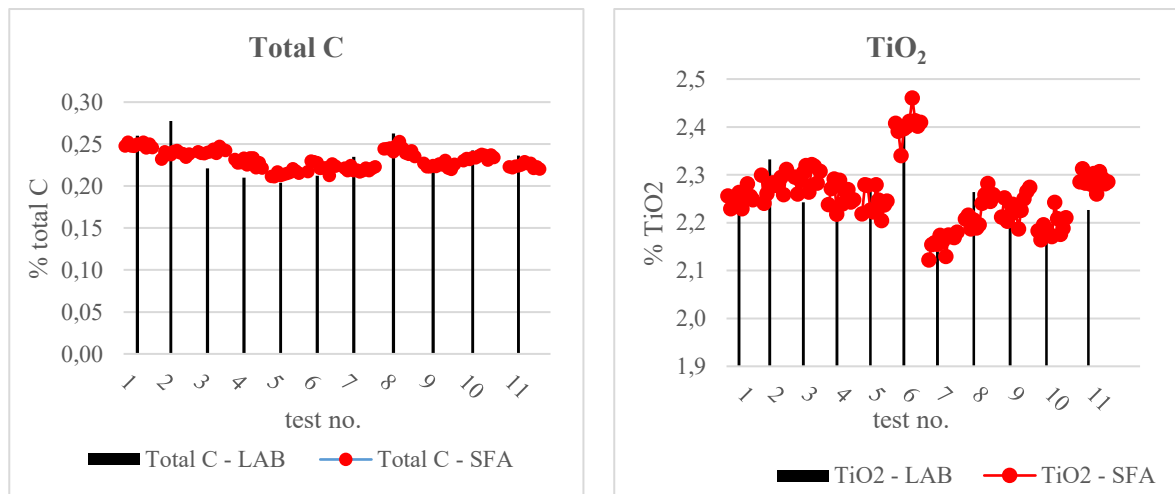 Total C
% total C
0,30
0,25
0,20
0,15
0,10
0,05
0,00
1 2 3 4 5 6 7 8 9 10 11
test no.
Total C - LAB Total C - SFA
TiO₂
% TiO2
2,5
2,4
2,3
2,2
2,1
2,0
1,9
1 2 3 4 5 6 7 8 9 10 11
test no.
TiO2 - LAB TiO2 - SFA